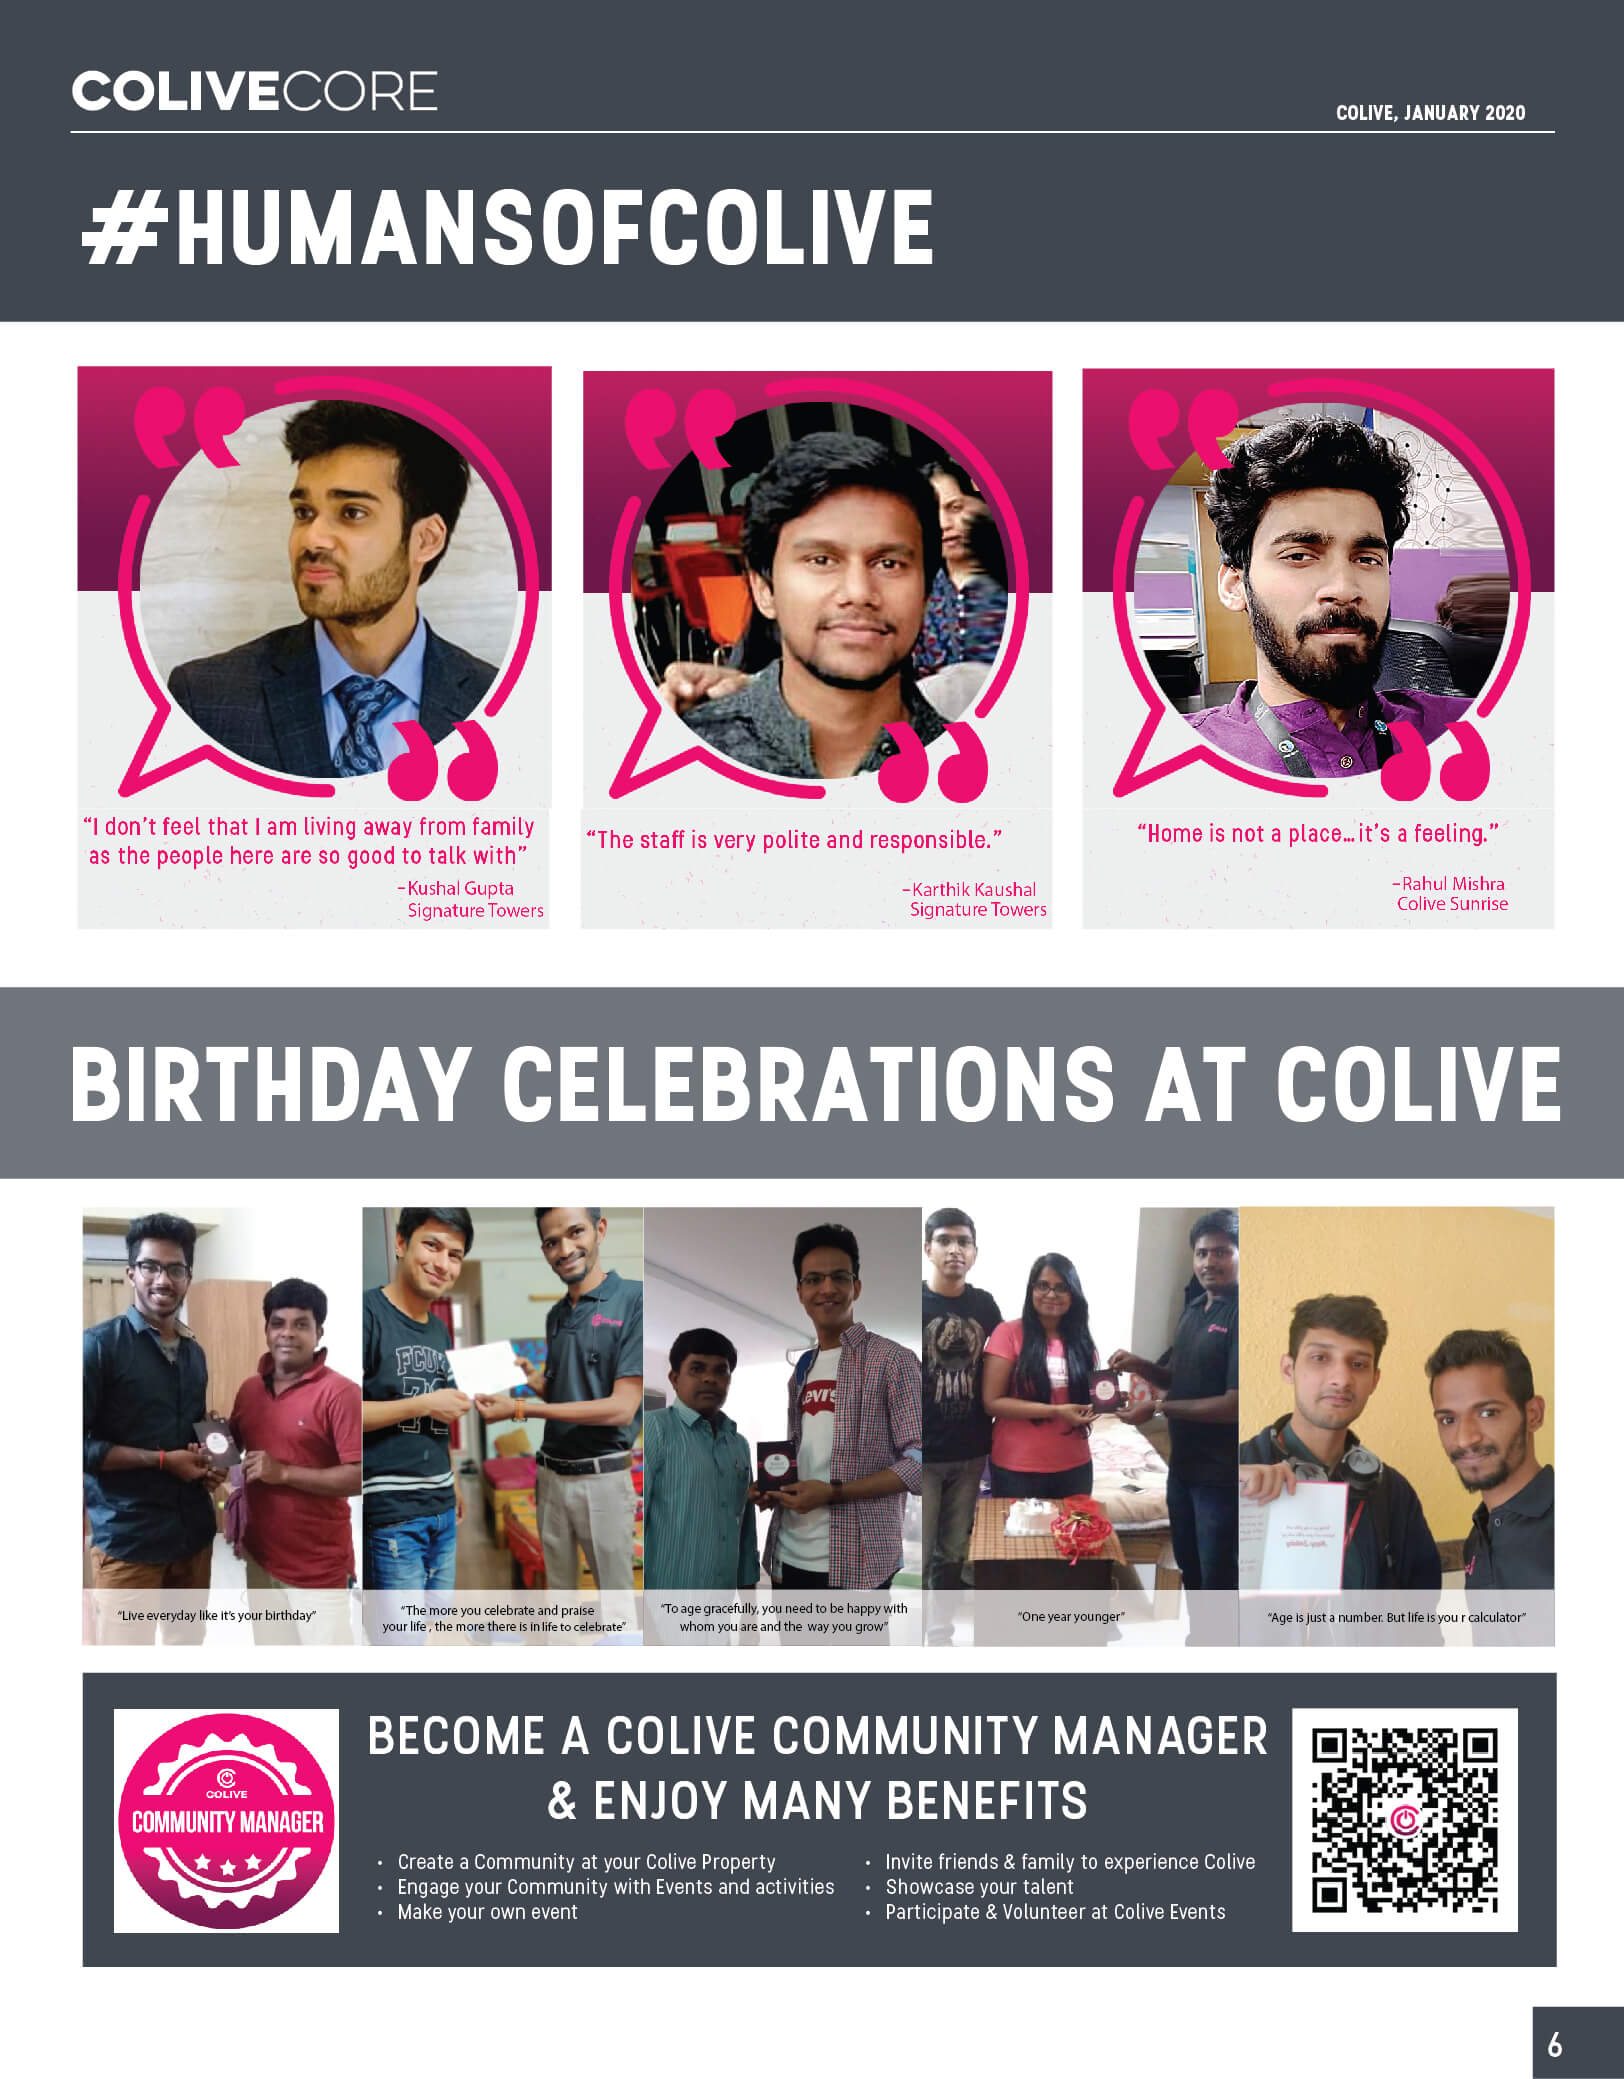 COLIVECORE
COLIVE, JANUARY 2020
#HUMANSOFCOLIVE
“I don’t feel that I am living away from family
as the people here are so good to talk with”
–Kushal Gupta
Signature Towers
“The staff is very polite and responsible.”
–Karthik Kaushal
Signature Towers
“Home is not a place...it’s a feeling.”
–Rahul Mishra
Colive Sunrise
BIRTHDAY CELEBRATIONS AT COLIVE
FCUK
Levi's
“Live everyday like it’s your birthday”
“The more you celebrate and praise
your life , the more there is in life to celebrate”
“To age gracefully, you need to be happy with
whom you are and the way you grow”
“One year younger”
“Age is just a number. But life is you r calculator”
COLIVE
COMMUNITY MANAGER
BECOME A COLIVE COMMUNITY MANAGER
& ENJOY MANY BENEFITS
• Create a Community at your Colive Property
• Engage your Community with Events and activities
• Make your own event
• Invite friends & family to experience Colive
• Showcase your talent
• Participate & Volunteer at Colive Events
6